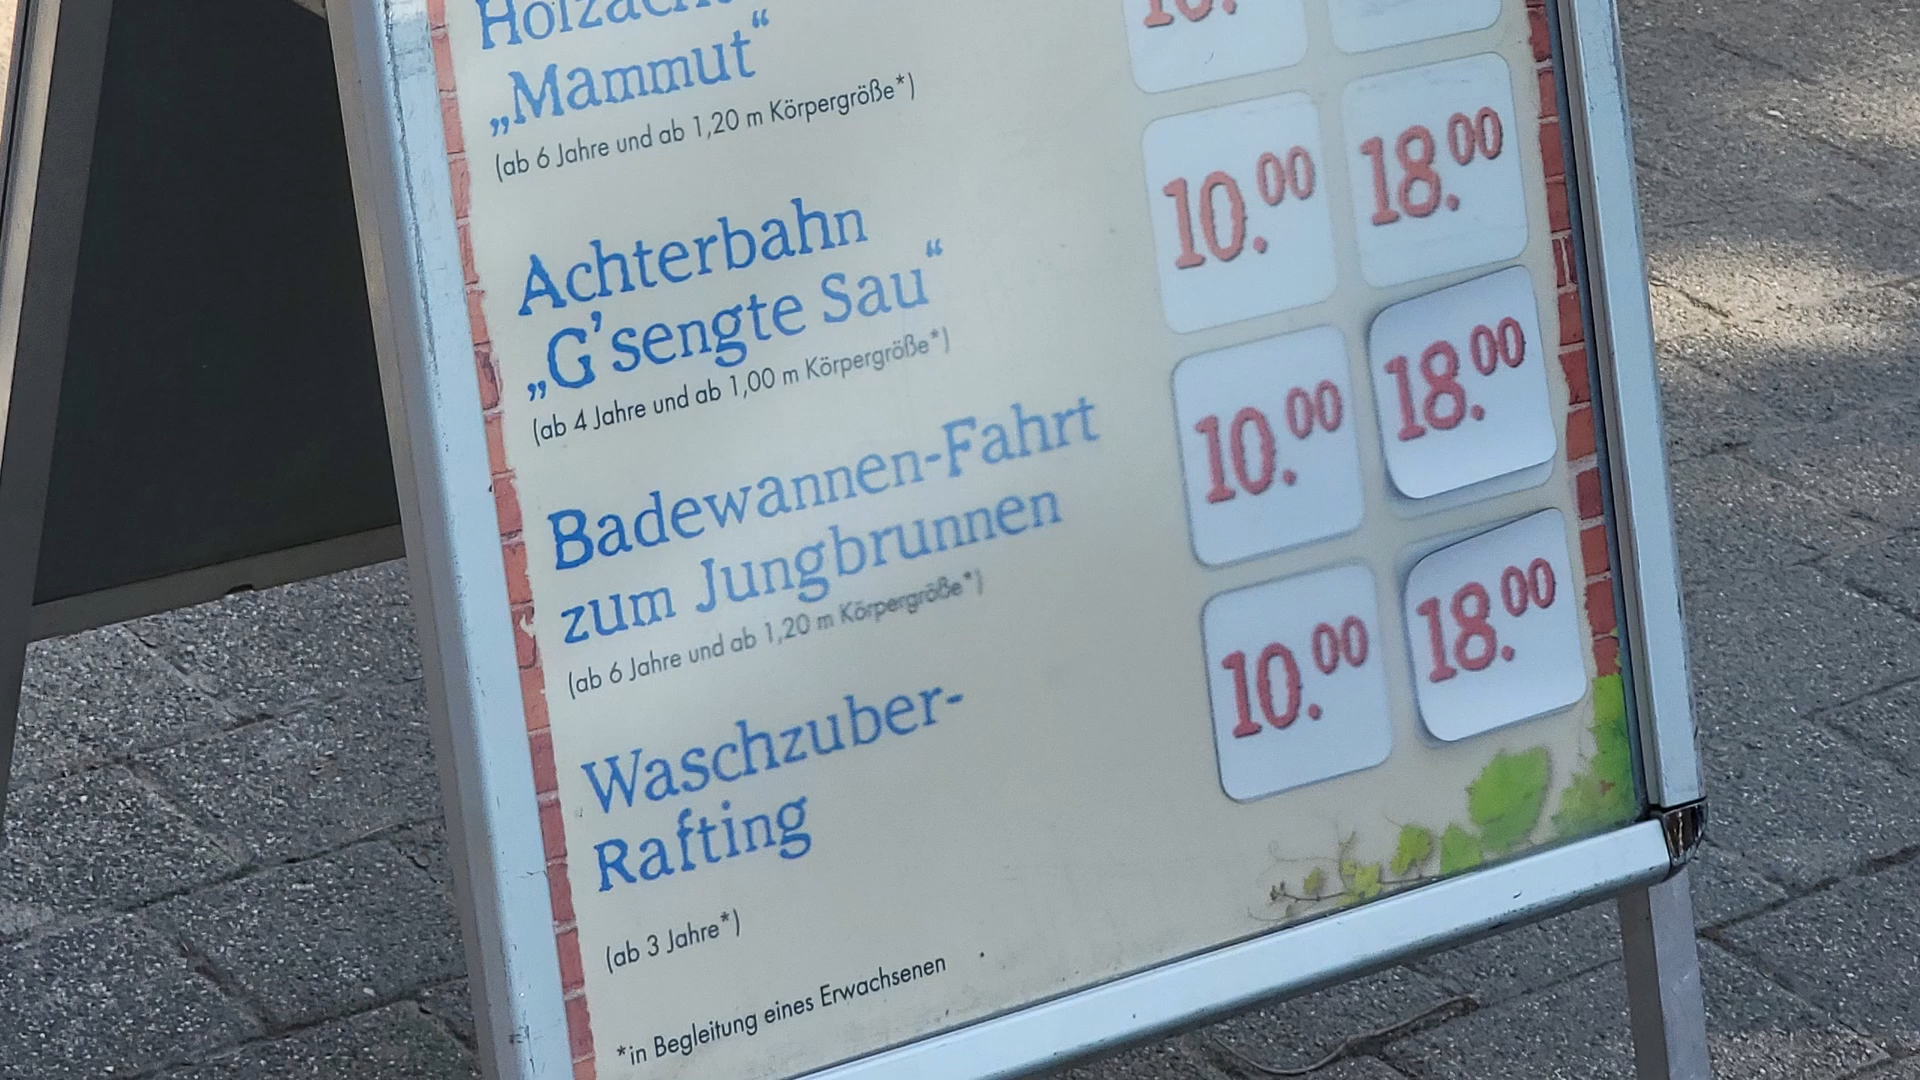 „Mammut“
(ab 6 Jahre und ab 1,20 m Körpergröße*)
10.00 18.00
Achterbahn
„G'sengte Sau“
(ab 4 Jahre und ab 1,00 m Körpergröße*)
10.00 18.00
Badewannen-Fahrt
zum Jungbrunnen
(ab 6 Jahre und ab 1,20 m Körpergröße*)
10.00 18.00
Waschzuber-
Rafting
(ab 3 Jahre*)
*in Begleitung eines Erwachsenen